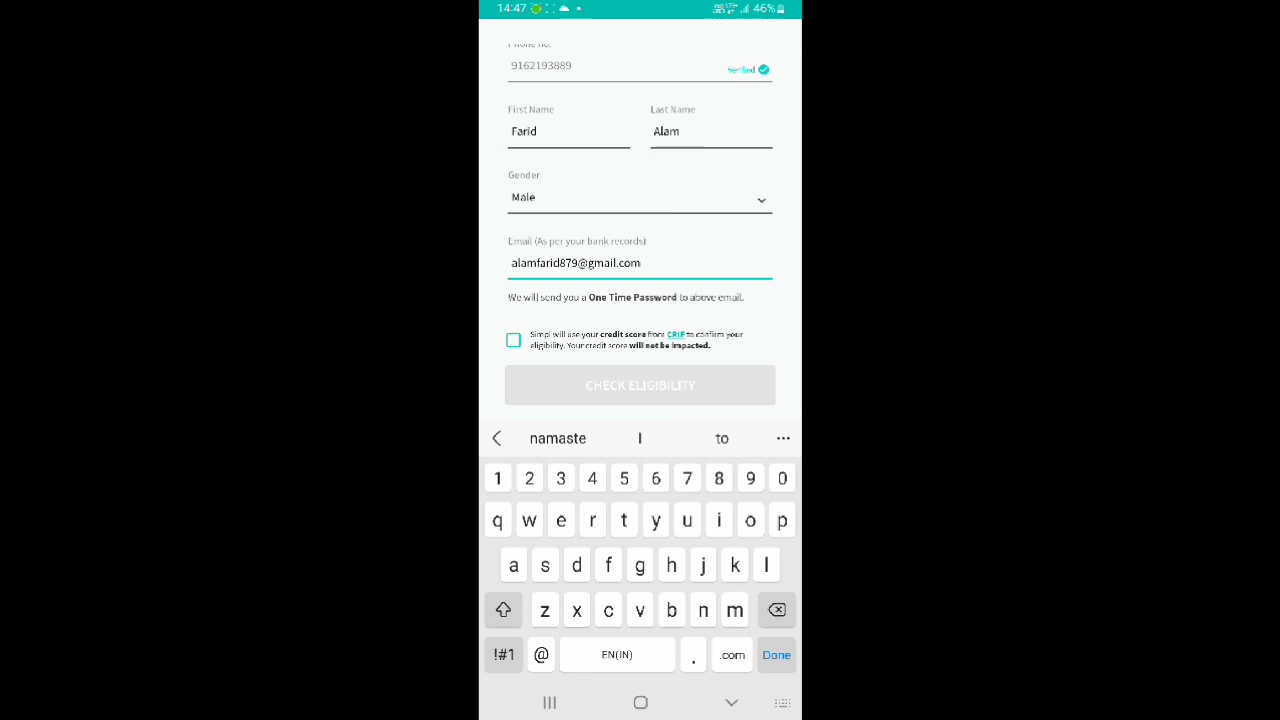 14:47 46%
Phone no.
9162193889 Verified
First Name Last Name
Farid Alam
Gender
Male
Email (As per your bank records)
alamfarid879@gmail.com
We will send you a One Time Password to above email.
Simpl will use your credit score from CRIF to confirm your
eligibility. Your credit score will not be impacted.
CHECK ELIGIBILITY
namaste I to
1 2 3 4 5 6 7 8 9 0
q w e r t y u i o p
a s d f g h j k l
z x c v b n m
!#1 @ EN(IN) . .com Done